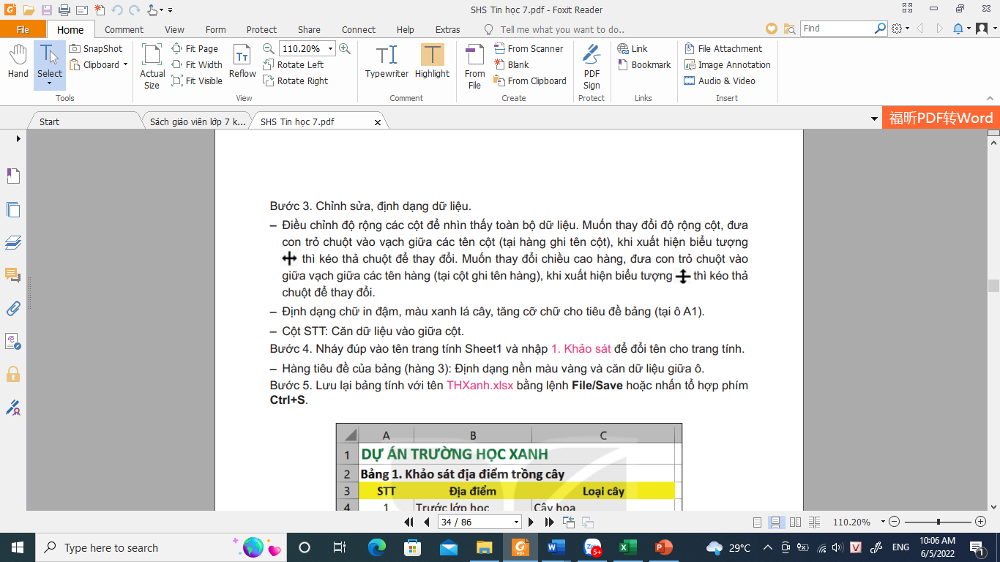 SHS Tin học 7.pdf - Foxit Reader
File Home Comment View Form Protect Share Connect Help Extras Tell me what you want to do.. Find
Hand
Select
SnapShot
Clipboard
Tools
Actual Size
Fit Page
Fit Width
Fit Visible
Reflow
110.20%
Rotate Left
Rotate Right
View
Typewriter
Highlight
Comment
From File
From Scanner
Blank
From Clipboard
Create
PDF Sign
Protect
Link
Bookmark
Links
File Attachment
Image Annotation
Audio & Video
Insert
Start
Sách giáo viên lớp 7 k...
SHS Tin học 7.pdf
福昕PDF转Word
Bước 3. Chỉnh sửa, định dạng dữ liệu.
– Điều chỉnh độ rộng các cột để nhìn thấy toàn bộ dữ liệu. Muốn thay đổi độ rộng cột, đưa
con trỏ chuột vào vạch giữa các tên cột (tại hàng ghi tên cột), khi xuất hiện biểu tượng
thì kéo thả chuột để thay đổi. Muốn thay đổi chiều cao hàng, đưa con trỏ chuột vào
giữa vạch giữa các tên hàng (tại cột ghi tên hàng), khi xuất hiện biểu tượng thì kéo thả
chuột để thay đổi.
– Định dạng chữ in đậm, màu xanh lá cây, tăng cỡ chữ cho tiêu đề bảng (tại ô A1).
– Cột STT: Căn dữ liệu vào giữa cột.
Bước 4. Nháy đúp vào tên trang tính Sheet1 và nhập 1. Khảo sát để đổi tên cho trang tính.
– Hàng tiêu đề của bảng (hàng 3): Định dạng nền màu vàng và căn dữ liệu giữa ô.
Bước 5. Lưu lại bảng tính với tên THXanh.xlsx bằng lệnh File/Save hoặc nhấn tổ hợp phím
Ctrl+S.
A B C
1 DỰ ÁN TRƯỜNG HỌC XANH
2 Bảng 1. Khảo sát địa điểm trồng cây
3 STT Địa điểm Loại cây
4 1 Trước lớp học Cây hoa
34 / 86
110.20%
Type here to search
PDF
5+
29°C
V
ENG
10:06 AM
6/5/2022
1